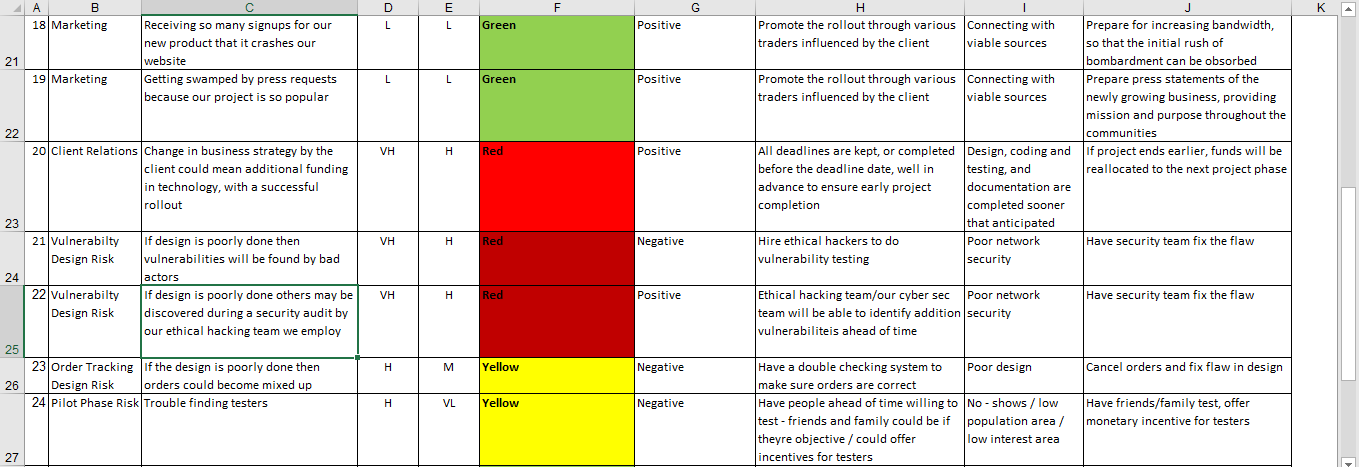 A B C D E F G H I J K
21 18 Marketing Receiving so many signups for our new product that it crashes our website L L Green Positive Promote the rollout through various traders influenced by the client Connecting with viable sources Prepare for increasing bandwidth, so that the initial rush of bombardment can be obsorbed
22 19 Marketing Getting swamped by press requests because our project is so popular L L Green Positive Promote the rollout through various traders influenced by the client Connecting with viable sources Prepare press statements of the newly growing business, providing mission and purpose throughout the communities
23 20 Client Relations Change in business strategy by the client could mean additional funding in technology, with a successful rollout VH H Red Positive All deadlines are kept, or completed before the deadline date, well in advance to ensure early project completion Design, coding and testing, and documentation are completed sooner that anticipated If project ends earlier, funds will be reallocated to the next project phase
24 21 Vulnerabilty Design Risk If design is poorly done then vulnerabilities will be found by bad actors VH H Red Negative Hire ethical hackers to do vulnerability testing Poor network security Have security team fix the flaw
25 22 Vulnerabilty Design Risk If design is poorly done others may be discovered during a security audit by our ethical hacking team we employ VH H Red Positive Ethical hacking team/our cyber sec team will be able to identify addition vulnerabiliteis ahead of time Poor network security Have security team fix the flaw
26 23 Order Tracking Design Risk If the design is poorly done then orders could become mixed up H M Yellow Negative Have a double checking system to make sure orders are correct Poor design Cancel orders and fix flaw in design
27 24 Pilot Phase Risk Trouble finding testers H VL Yellow Negative Have people ahead of time willing to test - friends and family could be if theyre objective / could offer incentives for testers No - shows / low population area / low interest area Have friends/family test, offer monetary incentive for testers